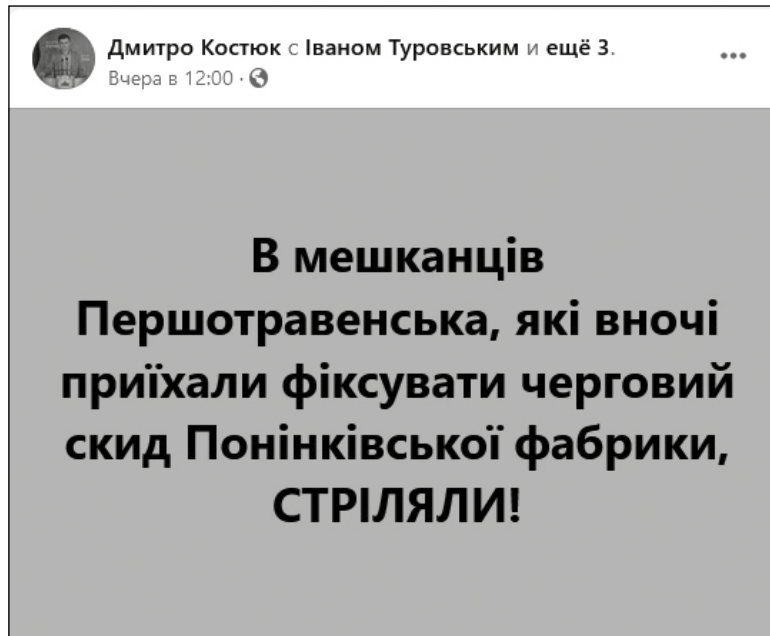 Дмитро Костюк с Іваном Туровським и ещё 3.
Вчера в 12:00 ·
В мешканців
Першотравенська, які вночі
приїхали фіксувати черговий
скид Понінківської фабрики,
СТРІЛЯЛИ!